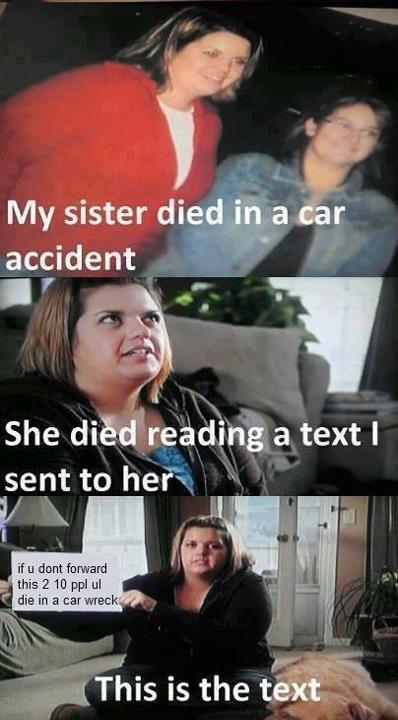 My sister died in a car
accident
She died reading a text I
sent to her
if u dont forward
this 2 10 ppl ul
die in a car wreck
This is the text